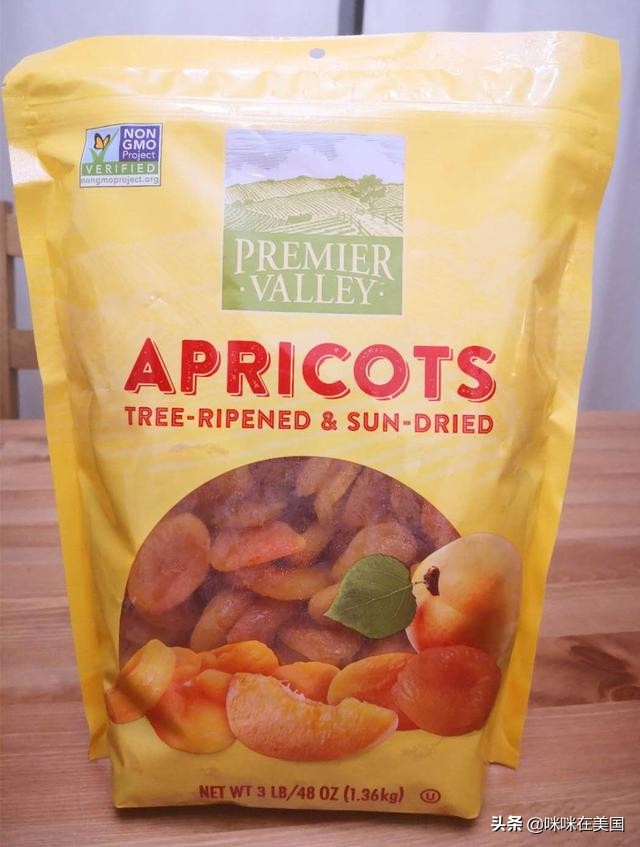 NON
GMO
Project
VERIFIED
nongmoproject.org
PREMIER
·VALLEY·
APRICOTS
TREE-RIPENED & SUN-DRIED
NET WT 3 LB/48 OZ (1.36kg) U
头条 @咪咪在美国